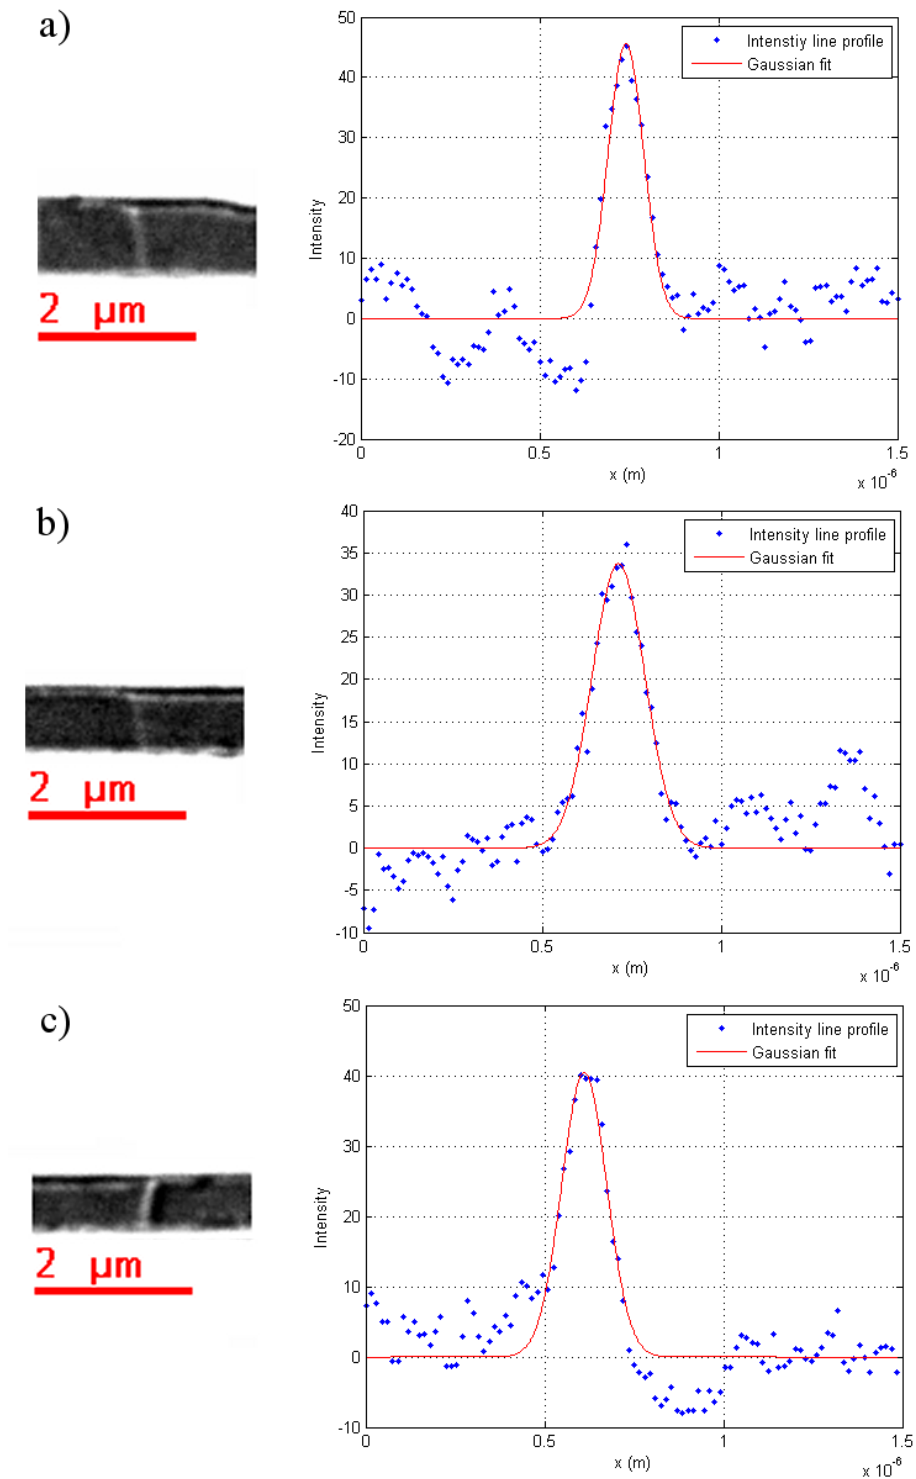 a)
50
40
30
20
10
0
-10
-20
Intensity
Intenstiy line profile
Gaussian fit
0
0.5
1
1.5
x (m)
x 10^-6
2 µm
b)
40
35
30
25
20
15
10
5
0
-5
-10
Intensity
Intensity line profile
Gaussian fit
0
0.5
1
1.5
x (m)
x 10^-6
2 µm
c)
50
40
30
20
10
0
-10
Intensity
Intensity line profile
Gaussian fit
0
0.5
1
1.5
x (m)
x 10^-6
2 µm